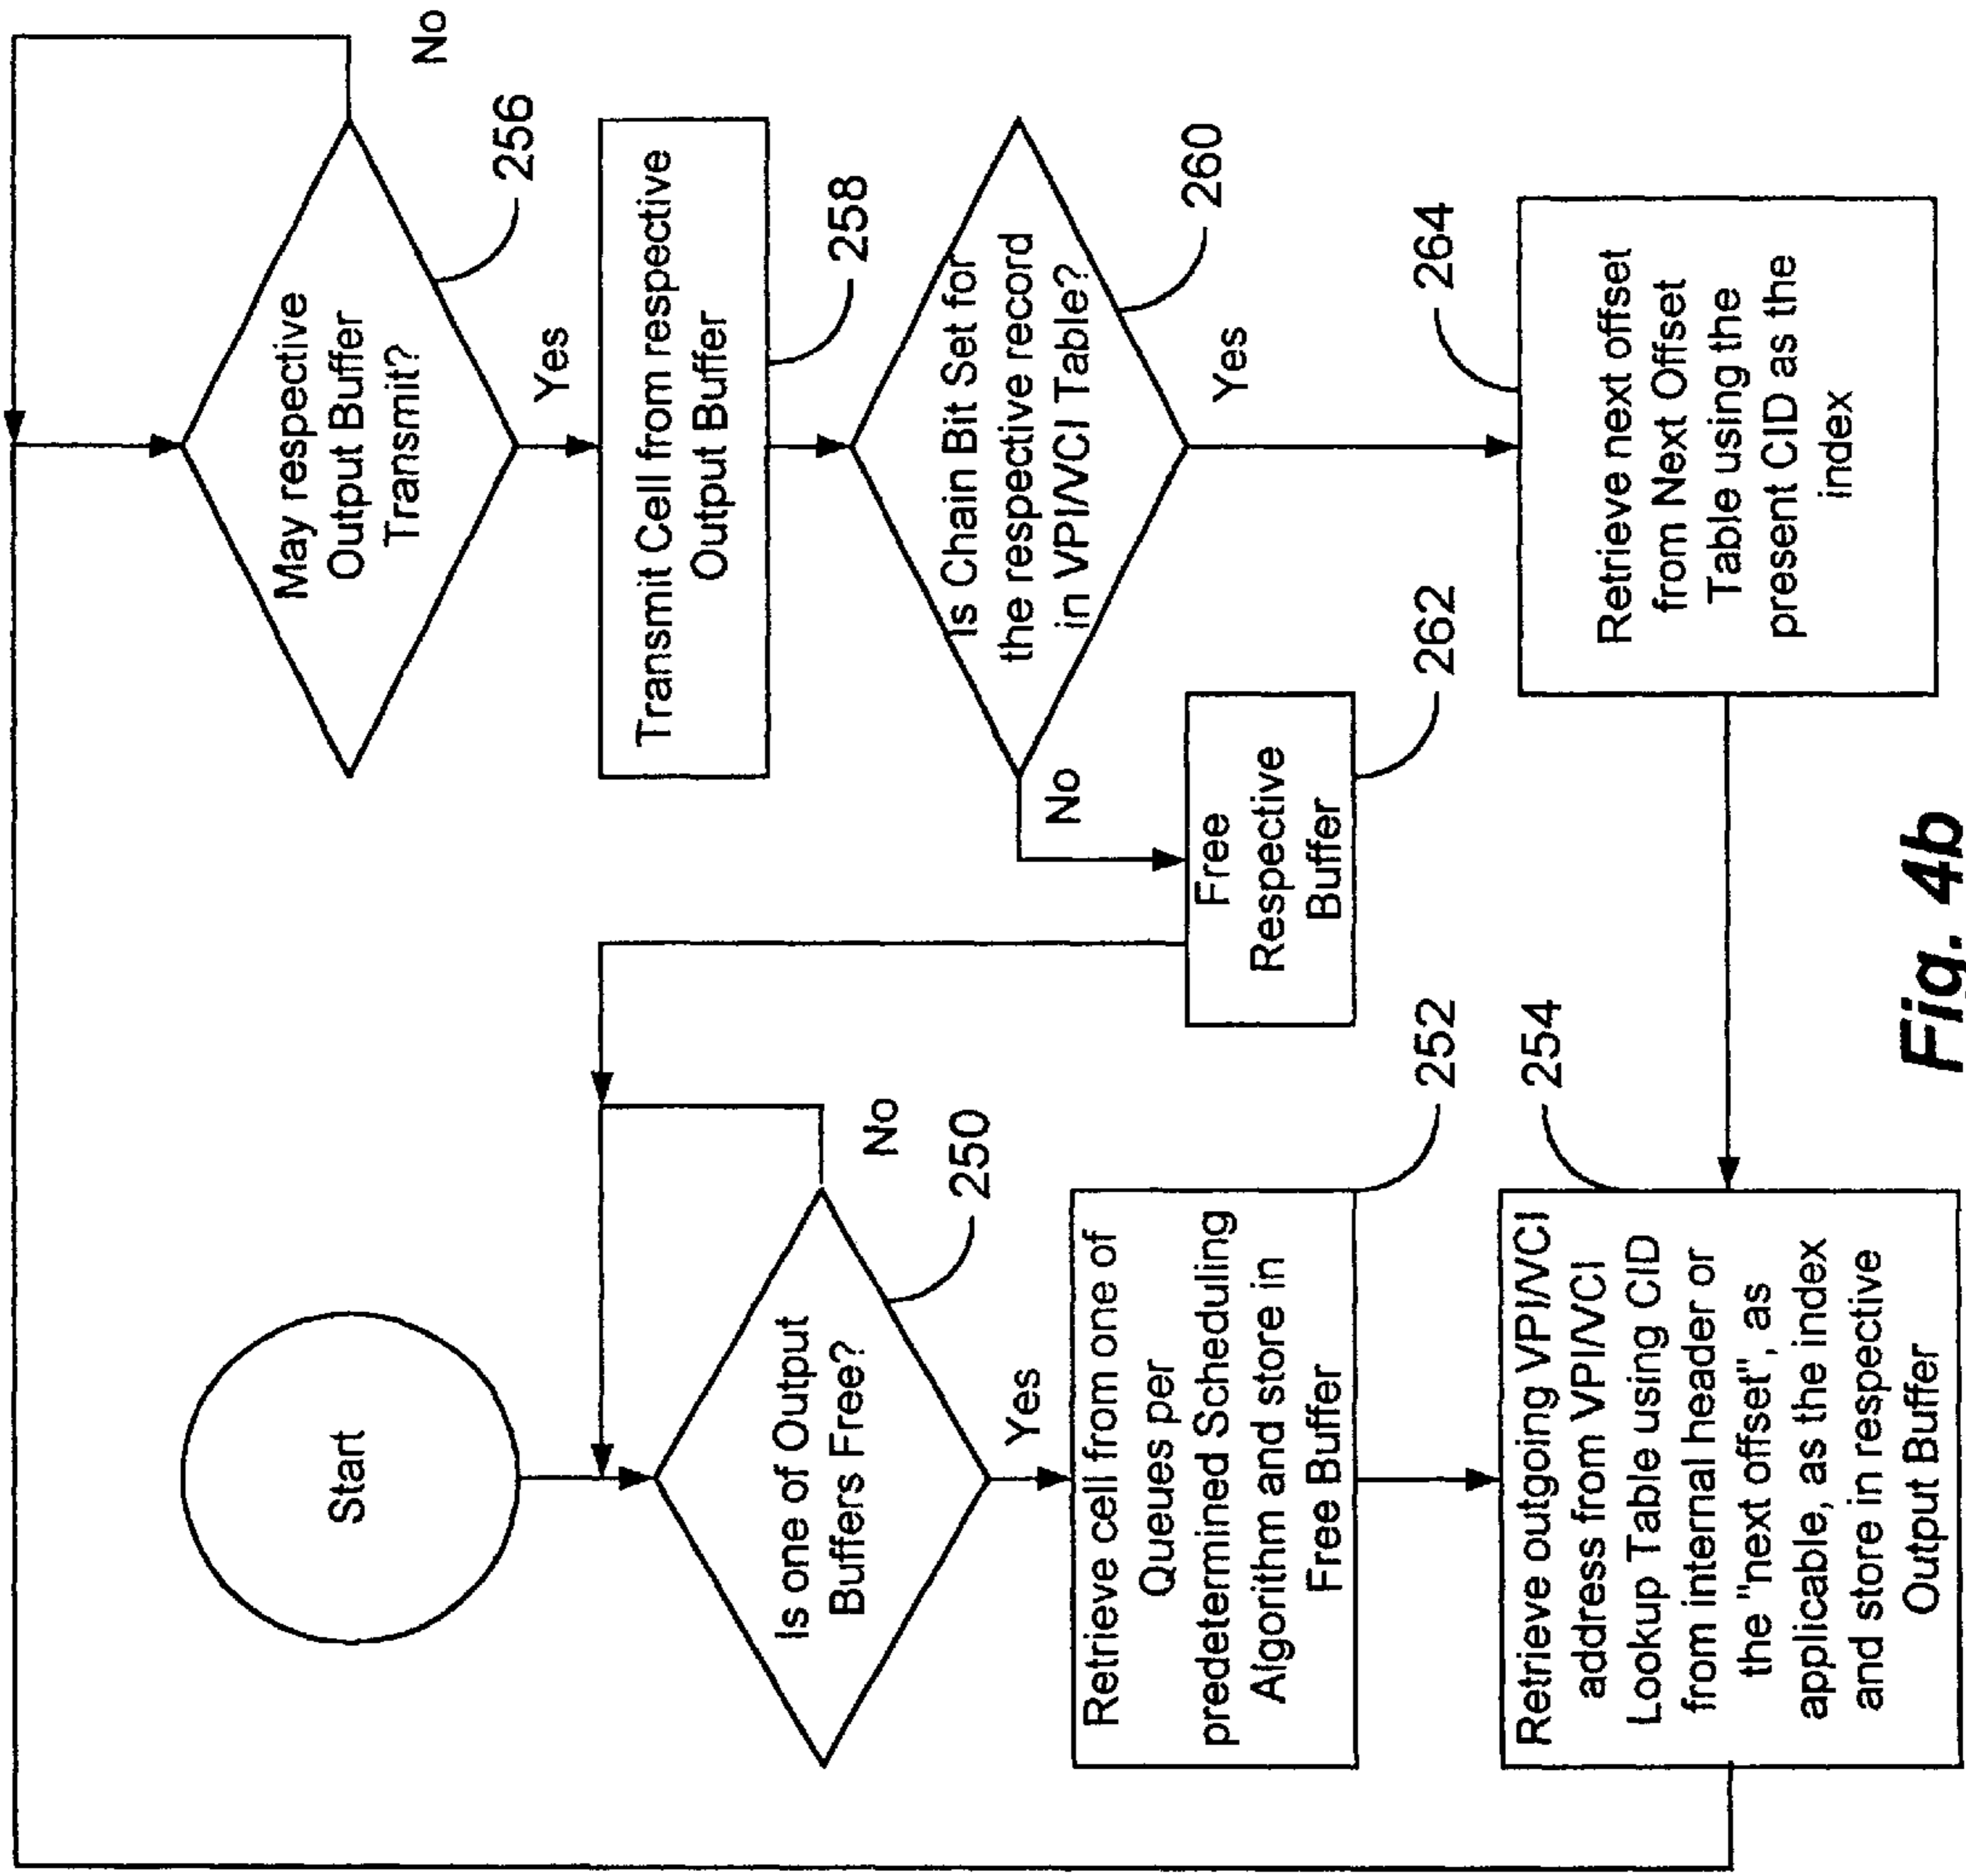 Start
Is one of Output
Buffers Free?
No
250
Yes
Retrieve cell from one of
Queues per
predetermined Scheduling
Algorithm and store in
Free Buffer
252
254
Retrieve outgoing VPI/VCI
address from VPI/VCI
Lookup Table using CID
from internal header or
the "next offset", as
applicable, as the index
and store in respective
Output Buffer
May respective
Output Buffer
Transmit?
No
256
Yes
Transmit Cell from respective
Output Buffer
258
Is Chain Bit Set for
the respective record
in VPI/VCI Table?
260
No
Yes
Free
Respective
Buffer
262
264
Retrieve next offset
from Next Offset
Table using the
present CID as the
index
Fig. 4b